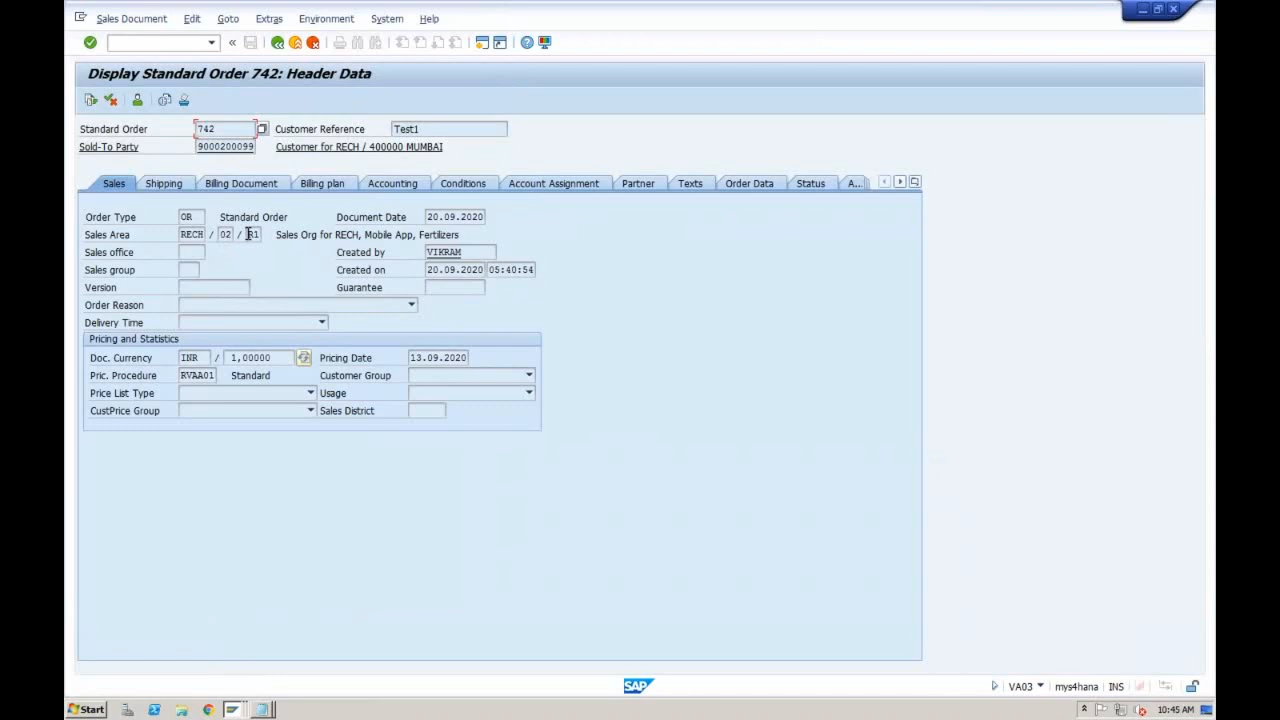 Sales Document Edit Goto Extras Environment System Help
Display Standard Order 742: Header Data
Standard Order 742 Customer Reference Test1
Sold-To Party 9000200099 Customer for RECH / 400000 MUMBAI
Sales Shipping Billing Document Billing plan Accounting Conditions Account Assignment Partner Texts Order Data Status A...
Order Type OR Standard Order Document Date 20.09.2020
Sales Area RECH / 02 / R1 Sales Org for RECH, Mobile App, Fertilizers
Sales office Created by VIKRAM
Sales group Created on 20.09.2020 05:40:54
Version Guarantee
Order Reason
Delivery Time
Pricing and Statistics
Doc. Currency INR / 1,00000 Pricing Date 13.09.2020
Pric. Procedure RVAA01 Standard Customer Group
Price List Type Usage
CustPrice Group Sales District
SAP VA03 mys4hana INS
Start 10:45 AM